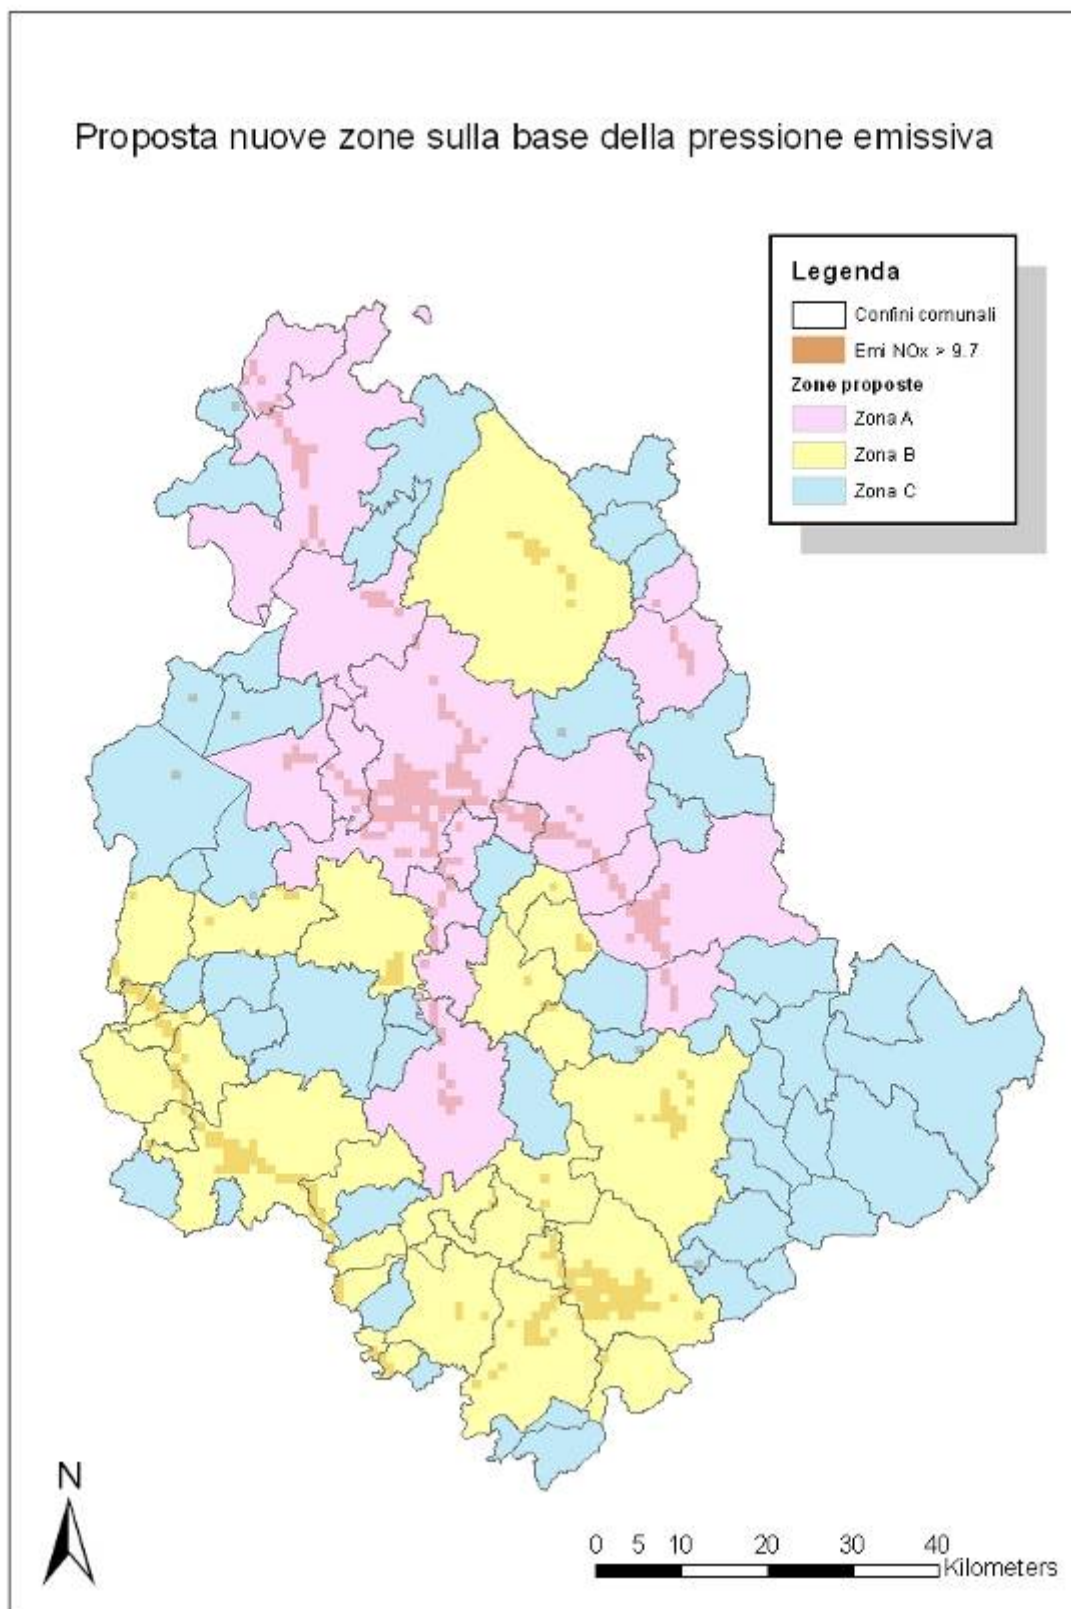 Proposta nuove zone sulla base della pressione emissiva
Legenda
Confini comunali
Emi NOx > 9.7
Zone proposte
Zona A
Zona B
Zona C
N
0 5 10 20 30 40
Kilometers